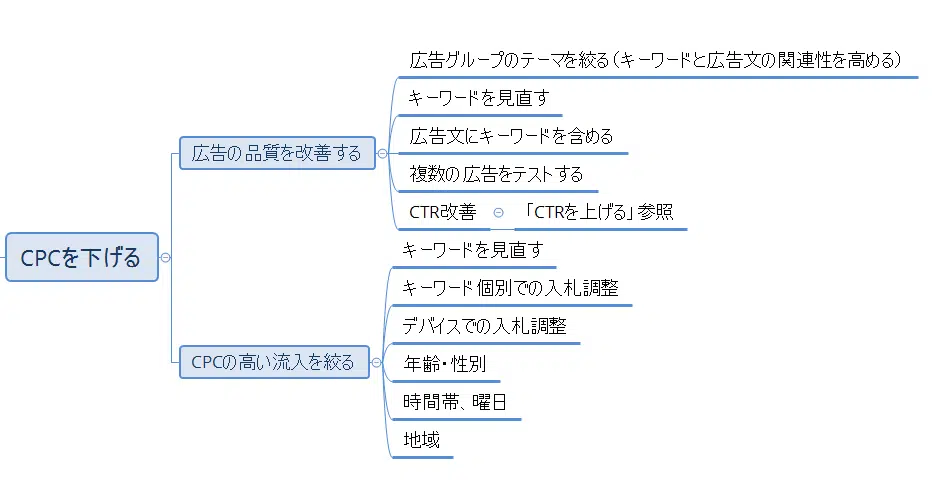 CPCを下げる
広告の品質を改善する
広告グループのテーマを絞る(キーワードと広告文の関連性を高める)
キーワードを見直す
広告文にキーワードを含める
複数の広告をテストする
CTR改善
「CTRを上げる」参照
CPCの高い流入を絞る
キーワードを見直す
キーワード個別での入札調整
デバイスでの入札調整
年齢・性別
時間帯、曜日
地域